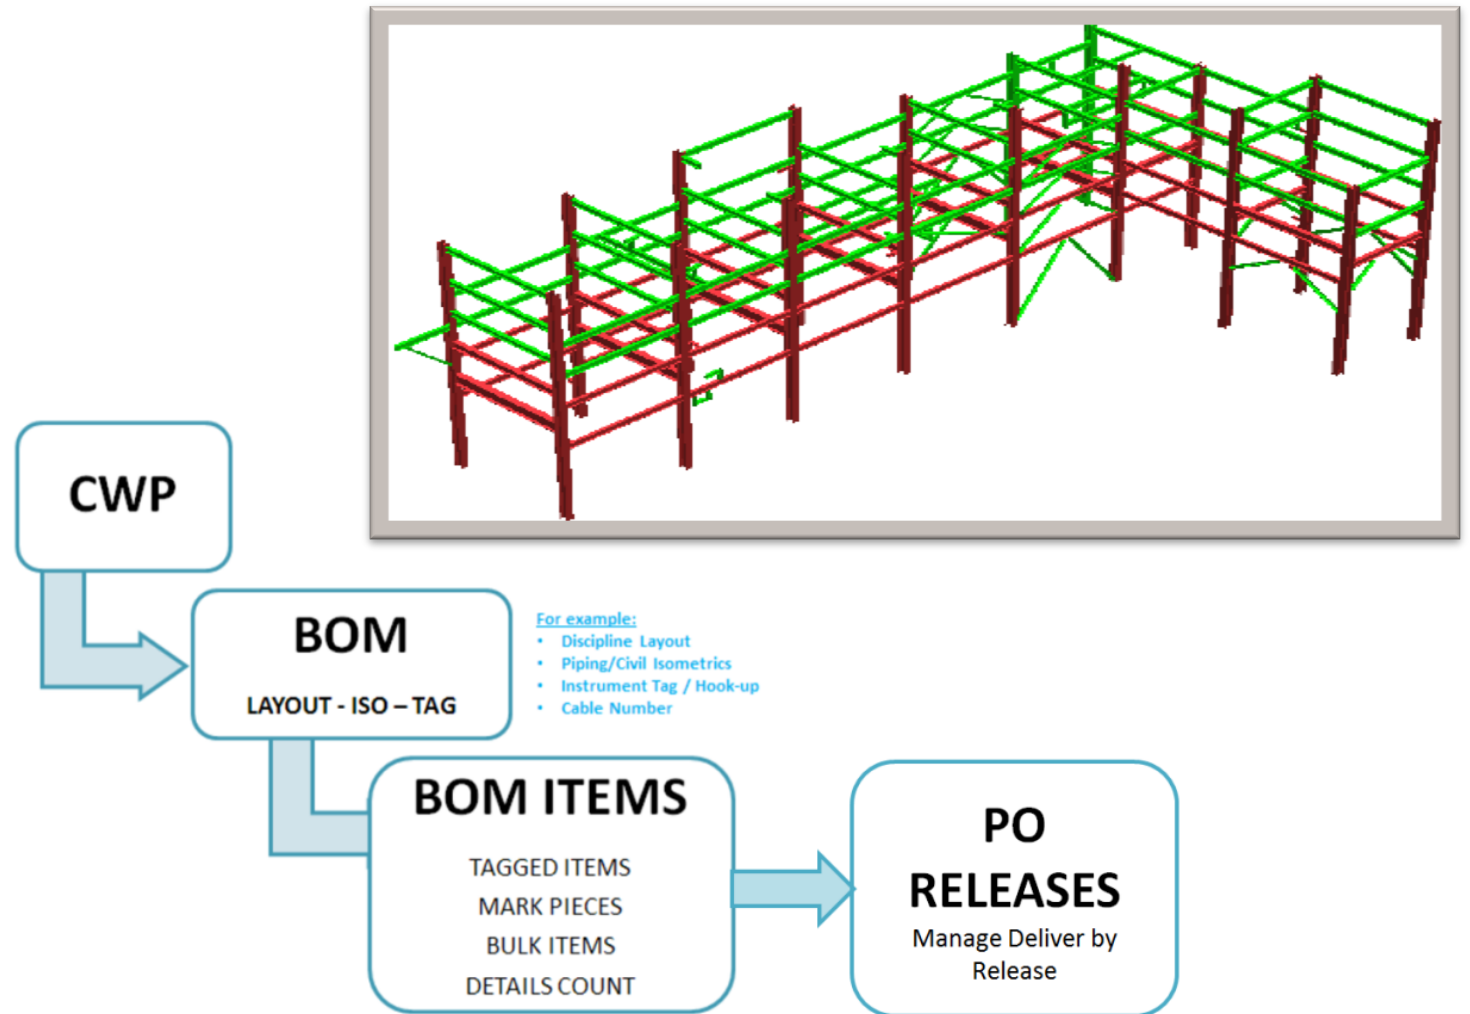 CWP
BOM
LAYOUT - ISO – TAG
For example:
• Discipline Layout
• Piping/Civil Isometrics
• Instrument Tag / Hook-up
• Cable Number
BOM ITEMS
TAGGED ITEMS
MARK PIECES
BULK ITEMS
DETAILS COUNT
PO
RELEASES
Manage Deliver by
Release